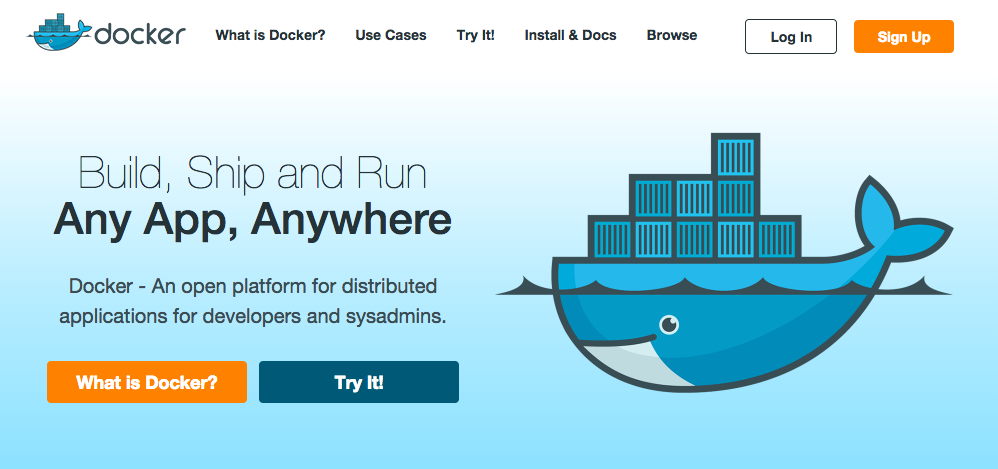 docker
What is Docker?
Use Cases
Try It!
Install & Docs
Browse
Log In
Sign Up
Build, Ship and Run
Any App, Anywhere
Docker - An open platform for distributed
applications for developers and sysadmins.
What is Docker?
Try It!